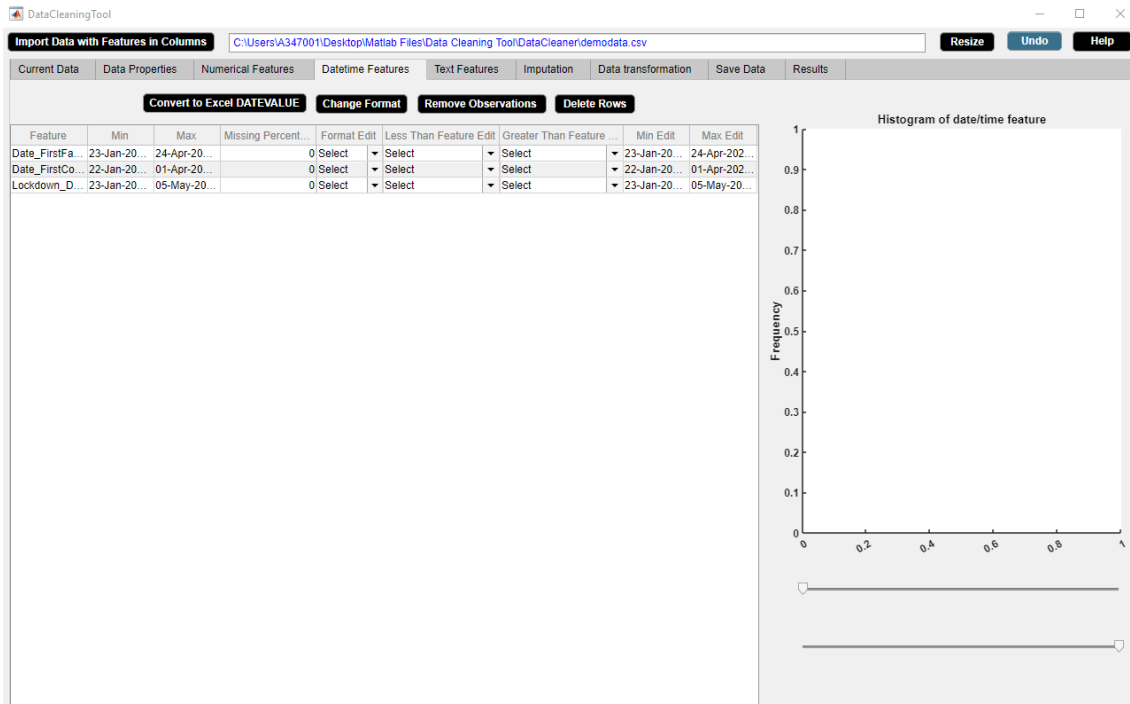 DataCleaningTool
Import Data with Features in Columns C:\Users\A347001\Desktop\Matlab Files\Data Cleaning Tool\DataCleaner\demodata.csv Resize Undo Help
Current Data Data Properties Numerical Features Datetime Features Text Features Imputation Data transformation Save Data Results
Convert to Excel DATEVALUE Change Format Remove Observations Delete Rows
Feature Min Max Missing Percent... Format Edit Less Than Feature Edit Greater Than Feature ... Min Edit Max Edit
Date_FirstFa... 23-Jan-20... 24-Apr-20... 0 Select Select Select 23-Jan-20... 24-Apr-202...
Date_FirstCo... 22-Jan-20... 01-Apr-20... 0 Select Select Select 22-Jan-20... 01-Apr-202...
Lockdown_D... 23-Jan-20... 05-May-20... 0 Select Select Select 23-Jan-20... 05-May-20...
Histogram of date/time feature
Frequency
1
0.9
0.8
0.7
0.6
0.5
0.4
0.3
0.2
0.1
0
0 0.2 0.4 0.6 0.8 1